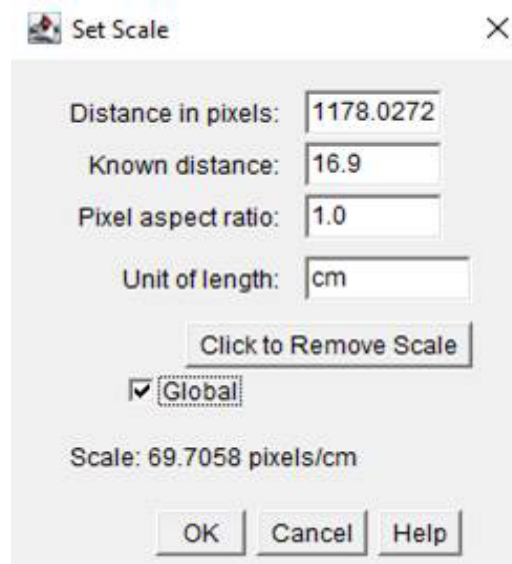 Set Scale
Distance in pixels: 1178.0272
Known distance: 16.9
Pixel aspect ratio: 1.0
Unit of length: cm
Click to Remove Scale
Global
Scale: 69.7058 pixels/cm
OK Cancel Help